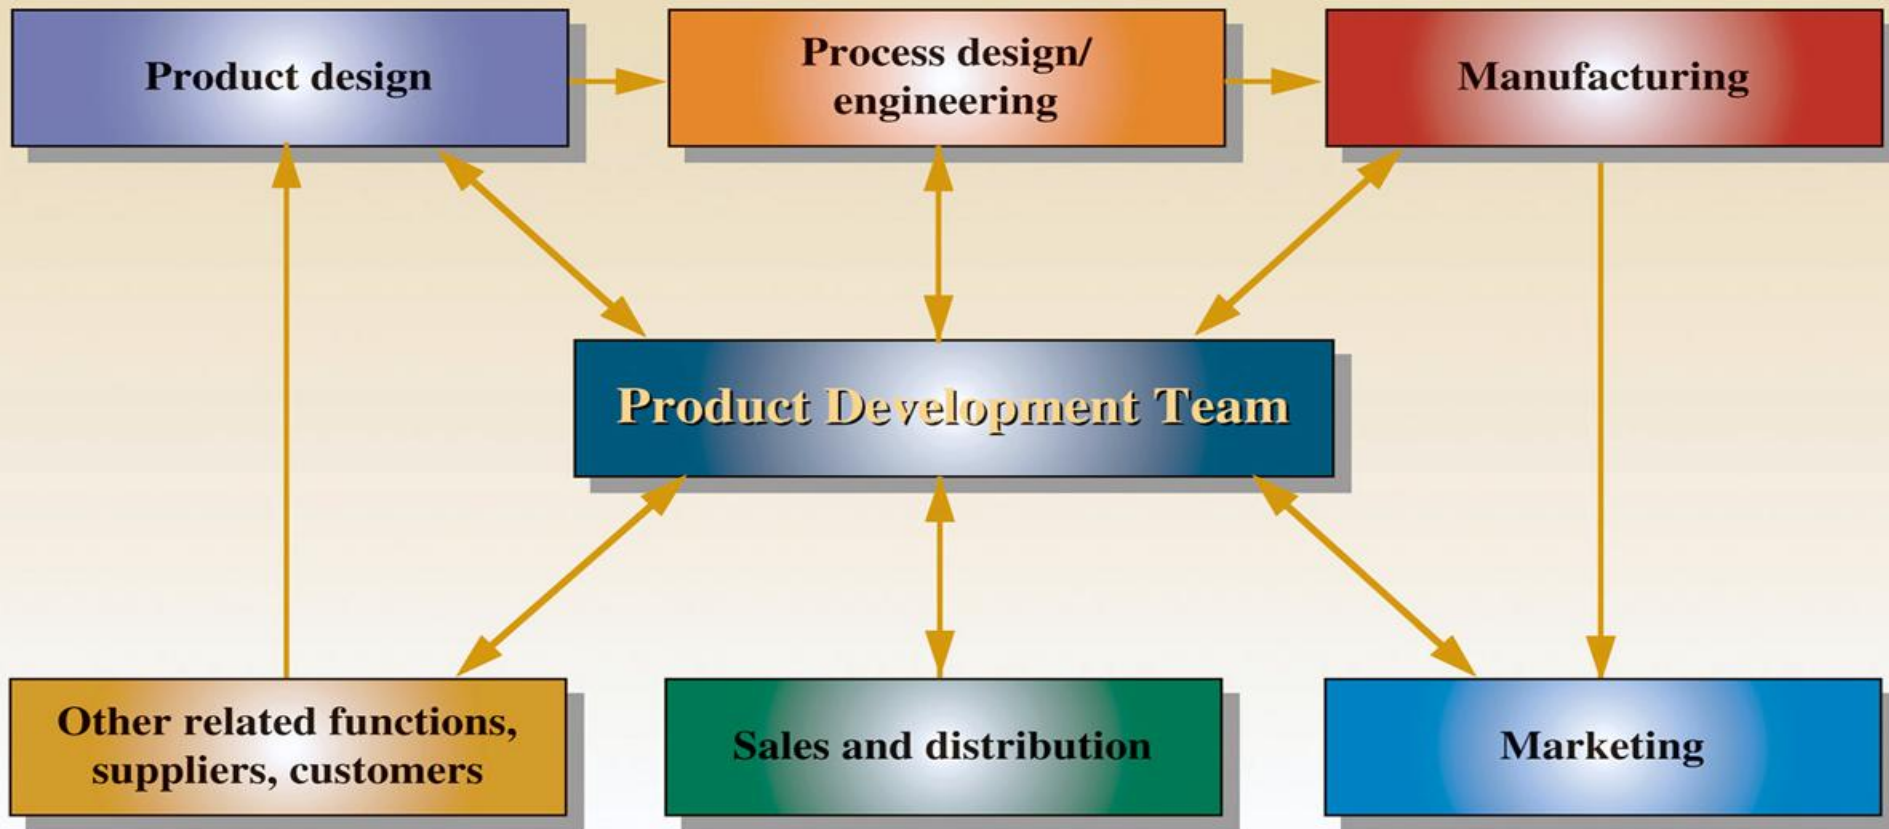 Product design
Process design/
engineering
Manufacturing
Product Development Team
Other related functions,
suppliers, customers
Sales and distribution
Marketing